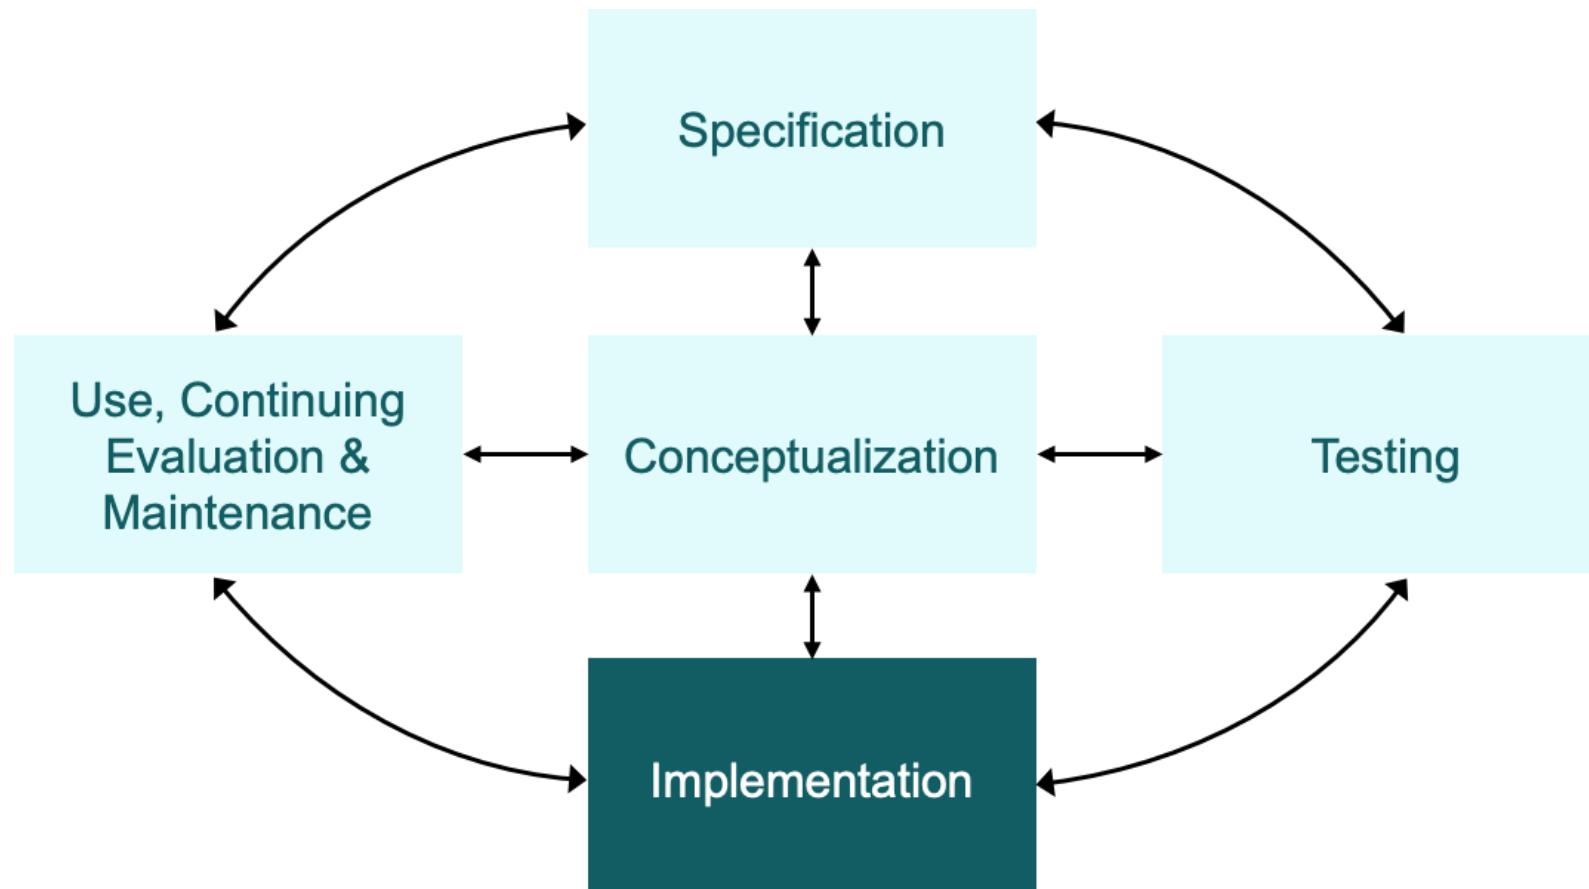 Specification
Use, Continuing
Evaluation &
Maintenance
Conceptualization
Testing
Implementation